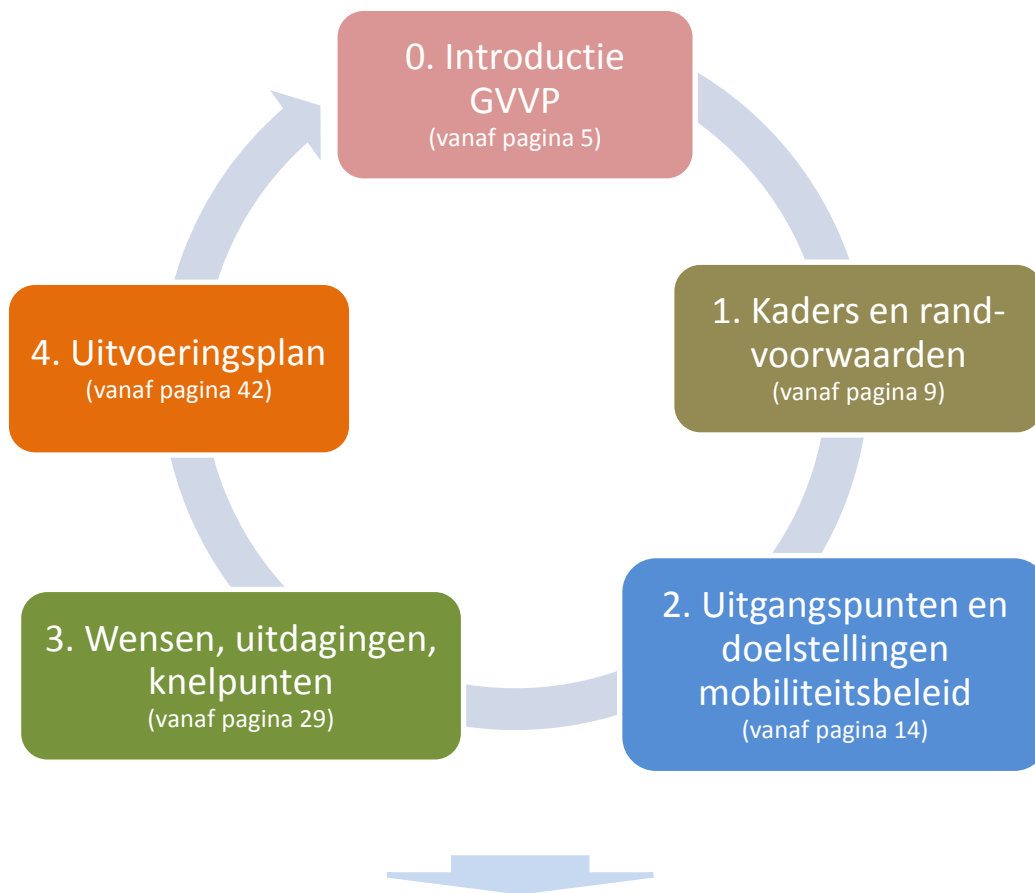 0. Introductie
GVVP
(vanaf pagina 5)
1. Kaders en rand-
voorwaarden
(vanaf pagina 9)
2. Uitgangspunten en
doelstellingen
mobiliteitsbeleid
(vanaf pagina 14)
3. Wensen, uitdagingen,
knelpunten
(vanaf pagina 29)
4. Uitvoeringsplan
(vanaf pagina 42)